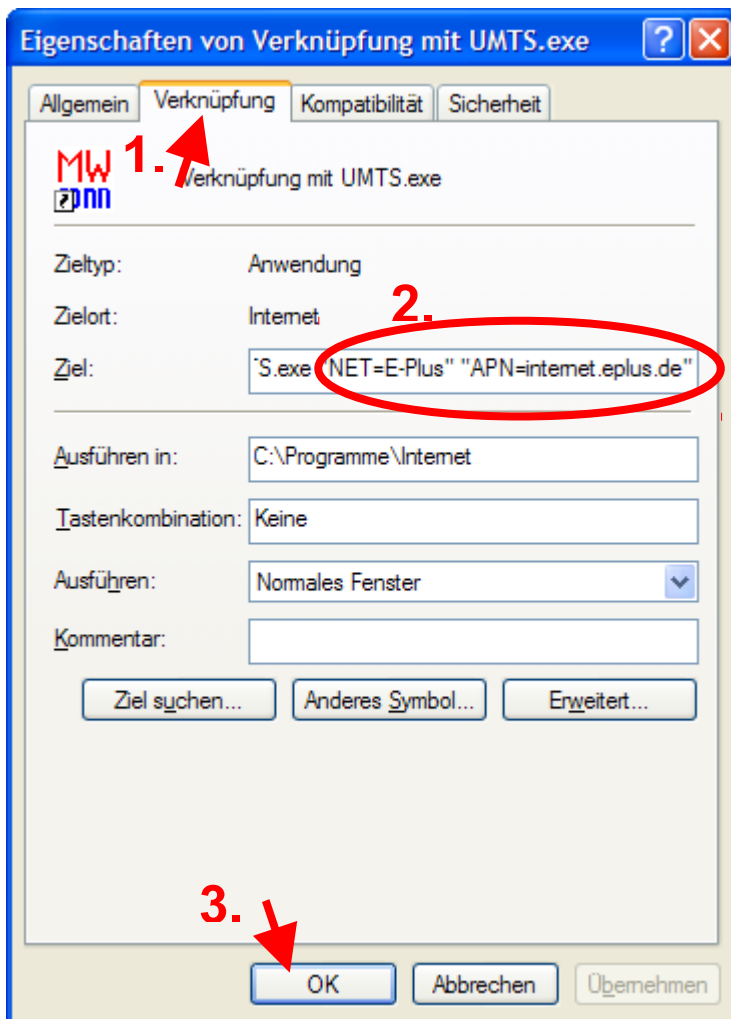 Eigenschaften von Verknüpfung mit UMTS.exe
Allgemein Verknüpfung Kompatibilität Sicherheit
1.
MW
Verknüpfung mit UMTS.exe
Zieltyp: Anwendung
Zielort: Internet
2.
Ziel: S.exe "NET=E-Plus" "APN=internet.eplus.de"
Ausführen in: C:\Programme\Internet
Tastenkombination: Keine
Ausführen: Normales Fenster
Kommentar:
Ziel suchen... Anderes Symbol... Erweitert...
3.
OK Abbrechen Übernehmen